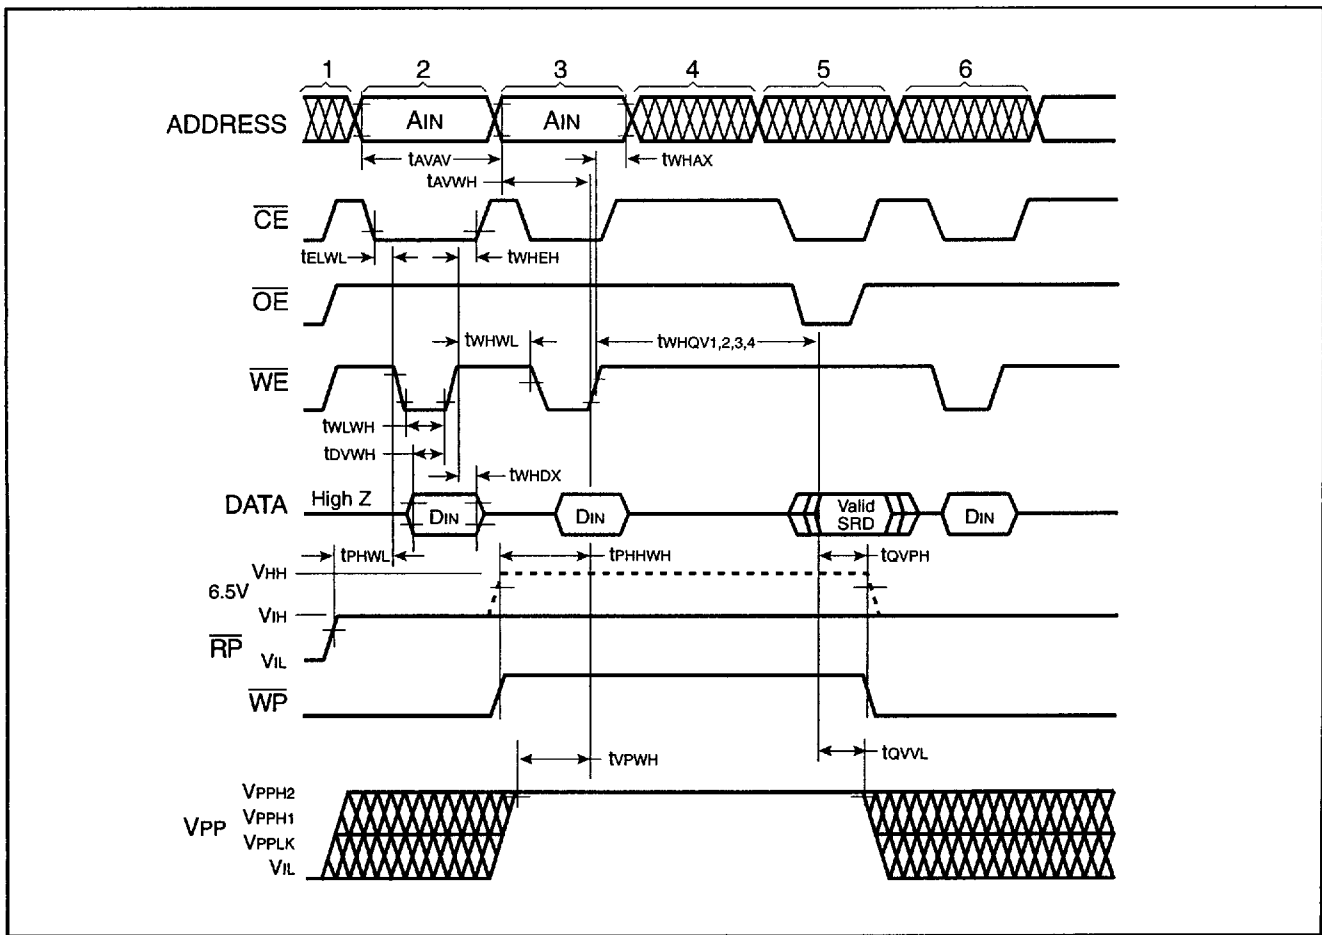 1 2 3 4 5 6
ADDRESS AIN AIN
tAVAV tWHAX
tAVWH
CE
tELWL tWHEH
OE
tWHWL tWHQV1,2,3,4
WE
tWLWH
tDVWH
tWHDX
DATA High Z DIN DIN Valid SRD DIN
tPHWL tPHHWH tQVPH
VHH
6.5V
VIH
RP
VIL
WP
tVPWH tQVVL
VPPH2
VPP VPPH1
VPPLK
VIL